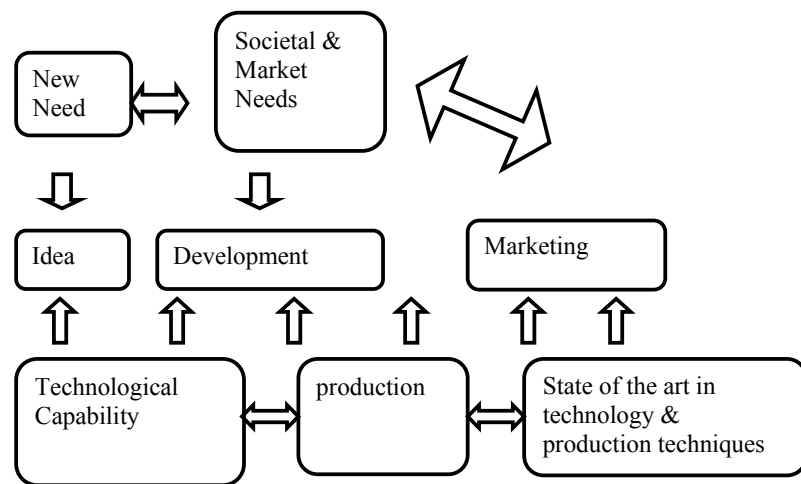 New
Need
Societal &
Market
Needs
Idea
Development
Marketing
Technological
Capability
production
State of the art in
technology &
production techniques